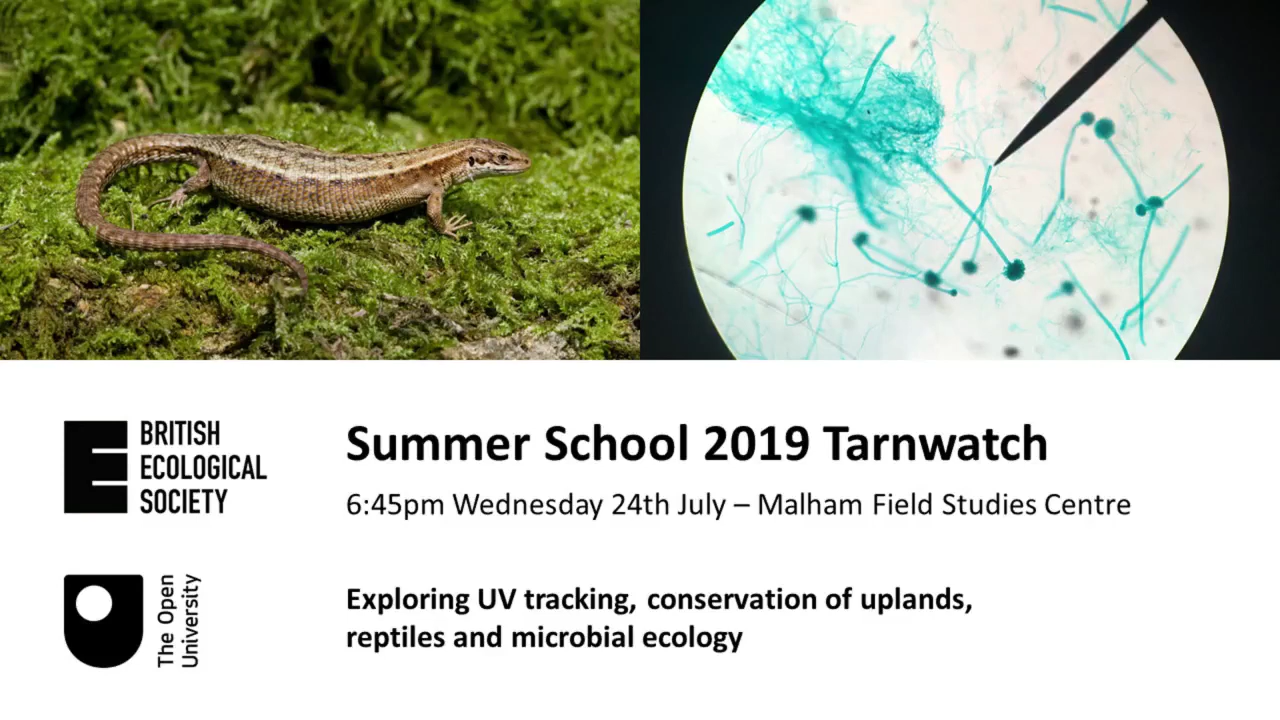 BRITISH
ECOLOGICAL
SOCIETY
Summer School 2019 Tarnwatch
6:45pm Wednesday 24th July – Malham Field Studies Centre
The Open
University
Exploring UV tracking, conservation of uplands,
reptiles and microbial ecology